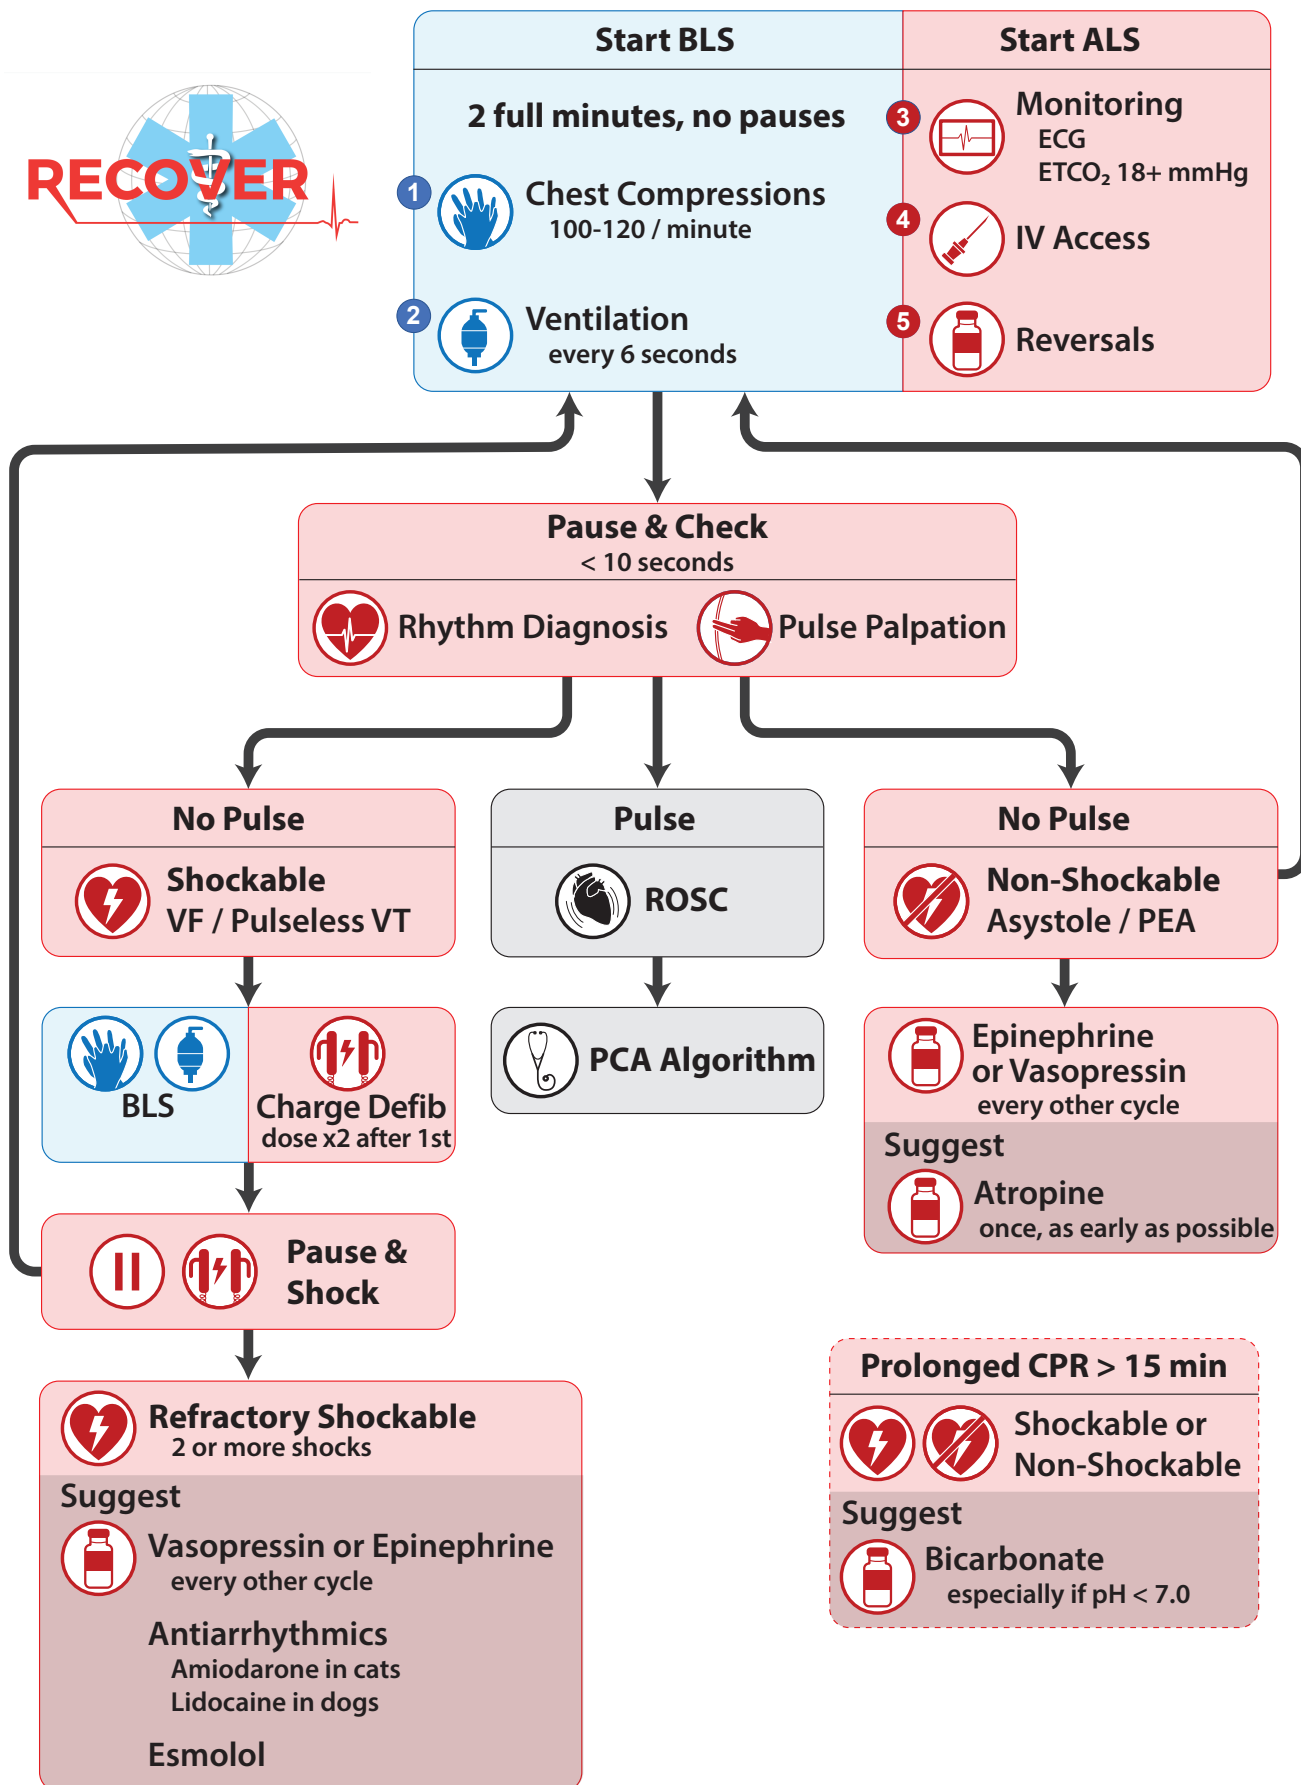 RECOVER
Start BLS
2 full minutes, no pauses
1
Chest Compressions
100-120 / minute
2
Ventilation
every 6 seconds
Start ALS
3
Monitoring
ECG
ETCO₂ 18+ mmHg
4
IV Access
5
Reversals
Pause & Check
< 10 seconds
Rhythm Diagnosis
Pulse Palpation
No Pulse
Shockable
VF / Pulseless VT
BLS
Charge Defib
dose x2 after 1st
Pause &
Shock
Refractory Shockable
2 or more shocks
Suggest
Vasopressin or Epinephrine
every other cycle
Antiarrhythmics
Amiodarone in cats
Lidocaine in dogs
Esmolol
Pulse
ROSC
PCA Algorithm
No Pulse
Non-Shockable
Asystole / PEA
Epinephrine
or Vasopressin
every other cycle
Suggest
Atropine
once, as early as possible
Prolonged CPR > 15 min
Shockable or
Non-Shockable
Suggest
Bicarbonate
especially if pH < 7.0